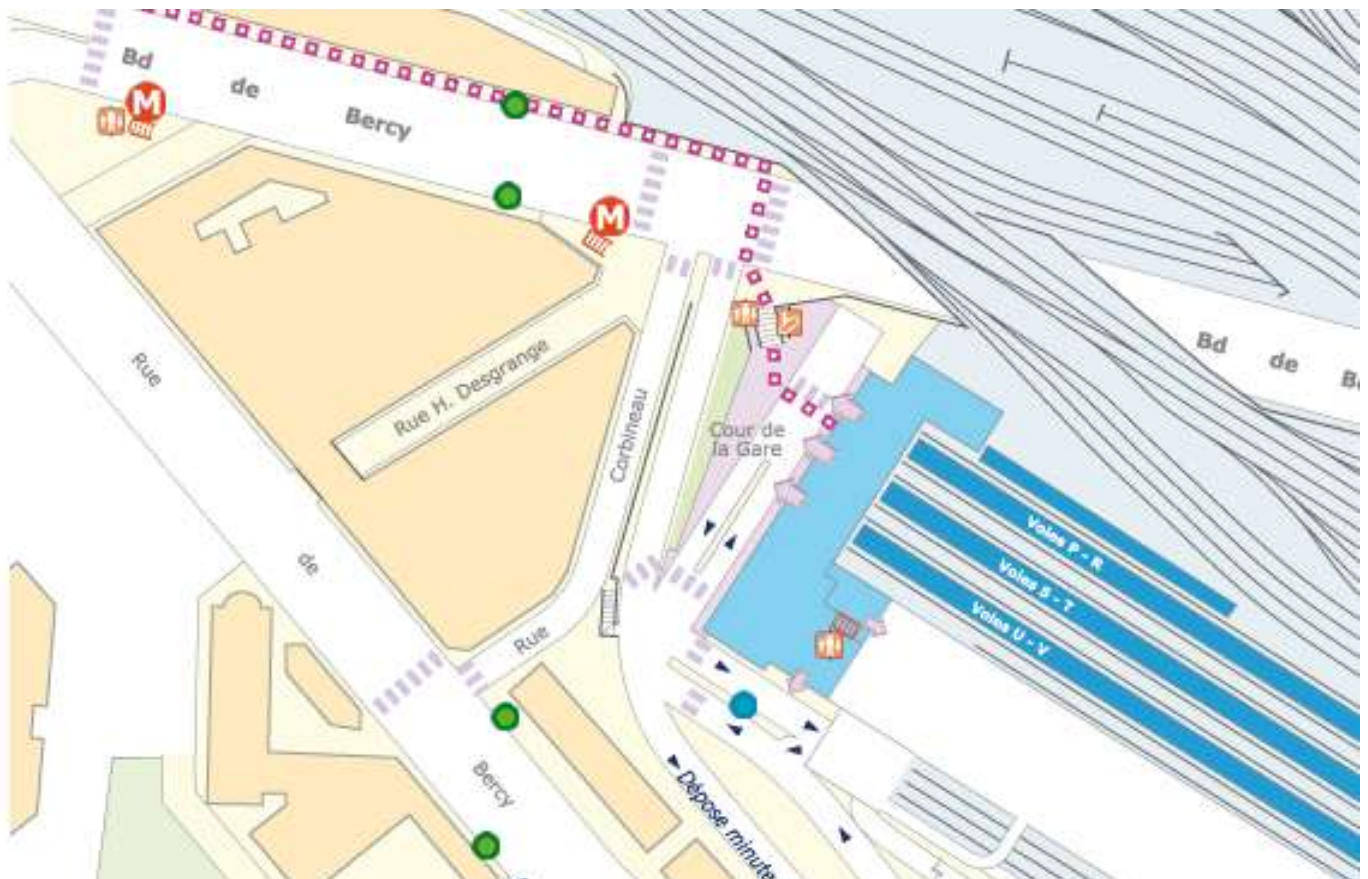 Bd de Bercy
M
M
Rue H. Desgrange
Corbineau
Rue
Cour de
la Gare
Bd de
Voies P - R
Voies S - T
Voies U - V
Rue de Bercy
Dépose minute